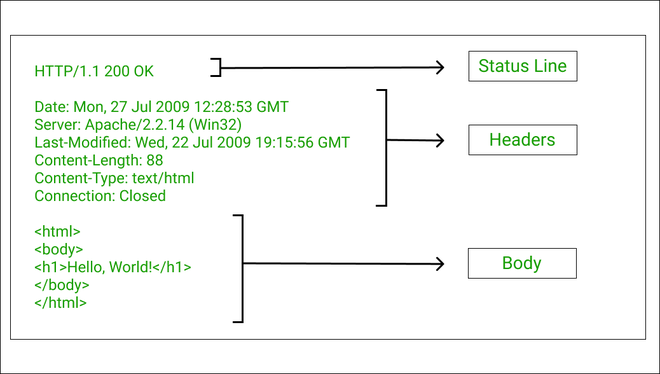 HTTP/1.1 200 OK
Status Line
Date: Mon, 27 Jul 2009 12:28:53 GMT
Server: Apache/2.2.14 (Win32)
Last-Modified: Wed, 22 Jul 2009 19:15:56 GMT
Content-Length: 88
Content-Type: text/html
Connection: Closed
Headers
<html>
<body>
<h1>Hello, World!</h1>
</body>
</html>
Body